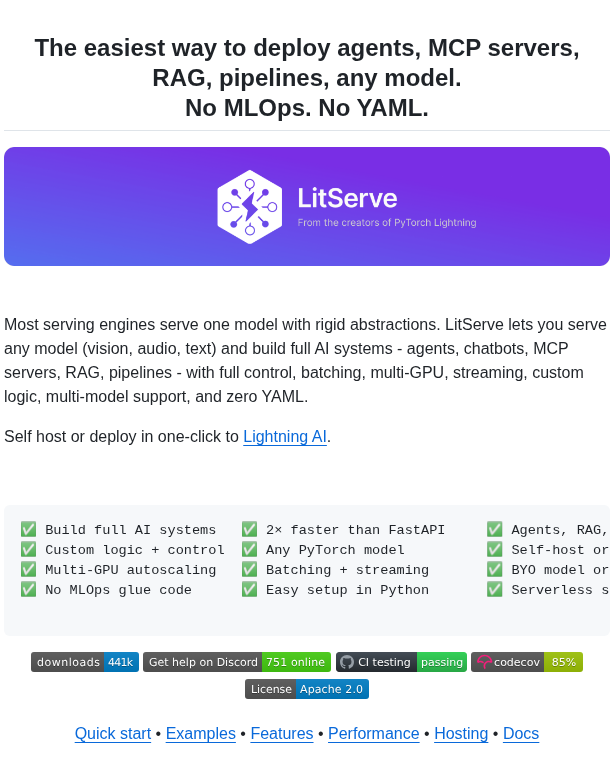 The easiest way to deploy agents, MCP servers,
RAG, pipelines, any model.
No MLOps. No YAML.
LitServe
From the creators of PyTorch Lightning
Most serving engines serve one model with rigid abstractions. LitServe lets you serve
any model (vision, audio, text) and build full AI systems - agents, chatbots, MCP
servers, RAG, pipelines - with full control, batching, multi-GPU, streaming, custom
logic, multi-model support, and zero YAML.
Self host or deploy in one-click to Lightning AI.
✅ Build full AI systems ✅ 2× faster than FastAPI ✅ Agents, RAG,
✅ Custom logic + control ✅ Any PyTorch model ✅ Self-host or
✅ Multi-GPU autoscaling ✅ Batching + streaming ✅ BYO model or
✅ No MLOps glue code ✅ Easy setup in Python ✅ Serverless s
downloads 441k Get help on Discord 751 online CI testing passing codecov 85%
License Apache 2.0
Quick start • Examples • Features • Performance • Hosting • Docs